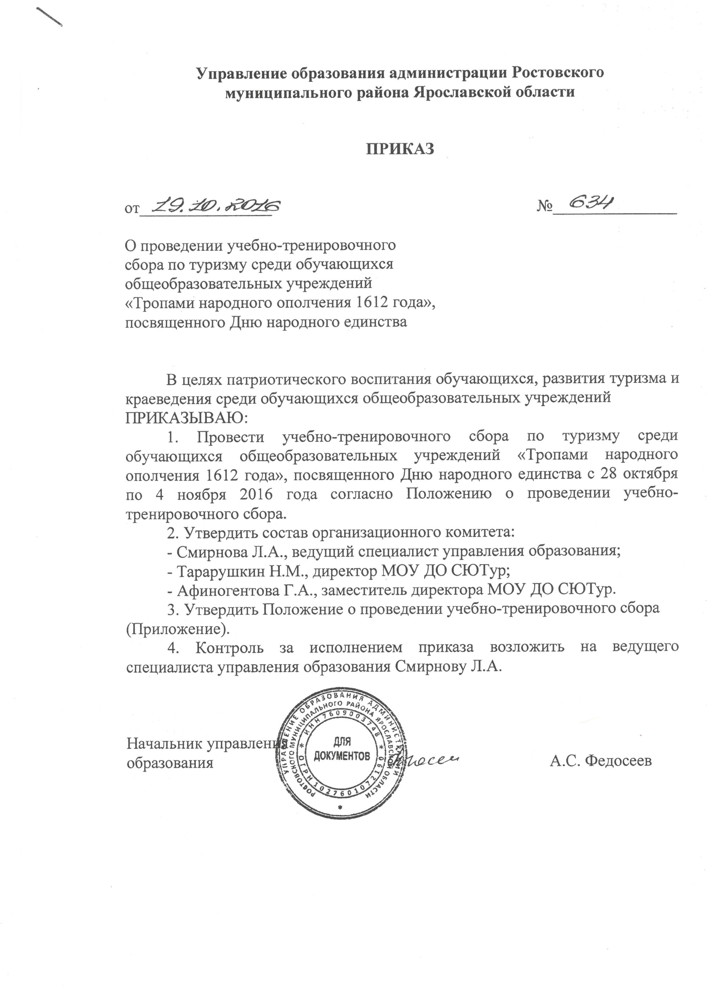 Управление образования администрации Ростовского
муниципального района Ярославской области
ПРИКАЗ
от 19.10.2016 № 634
О проведении учебно-тренировочного
сбора по туризму среди обучающихся
общеобразовательных учреждений
«Тропами народного ополчения 1612 года»,
посвященного Дню народного единства
В целях патриотического воспитания обучающихся, развития туризма и
краеведения среди обучающихся общеобразовательных учреждений
ПРИКАЗЫВАЮ:
1. Провести учебно-тренировочного сбора по туризму среди
обучающихся общеобразовательных учреждений «Тропами народного
ополчения 1612 года», посвященного Дню народного единства с 28 октября
по 4 ноября 2016 года согласно Положению о проведении учебно-
тренировочного сбора.
2. Утвердить состав организационного комитета:
- Смирнова Л.А., ведущий специалист управления образования;
- Тарарушкин Н.М., директор МОУ ДО СЮТур;
- Афиногентова Г.А., заместитель директора МОУ ДО СЮТур.
3. Утвердить Положение о проведении учебно-тренировочного сбора
(Приложение).
4. Контроль за исполнением приказа возложить на ведущего
специалиста управления образования Смирнову Л.А.
Начальник управления
образования А.С. Федосеев
УПРАВЛЕНИЕ ОБРАЗОВАНИЯ АДМИНИСТРАЦИИ
РОСТОВСКОГО МУНИЦИПАЛЬНОГО РАЙОНА ЯРОСЛАВСКОЙ ОБЛАСТИ
* ИНН 7609003748 * ОГРН 1027601072190
ДЛЯ
ДОКУМЕНТОВ